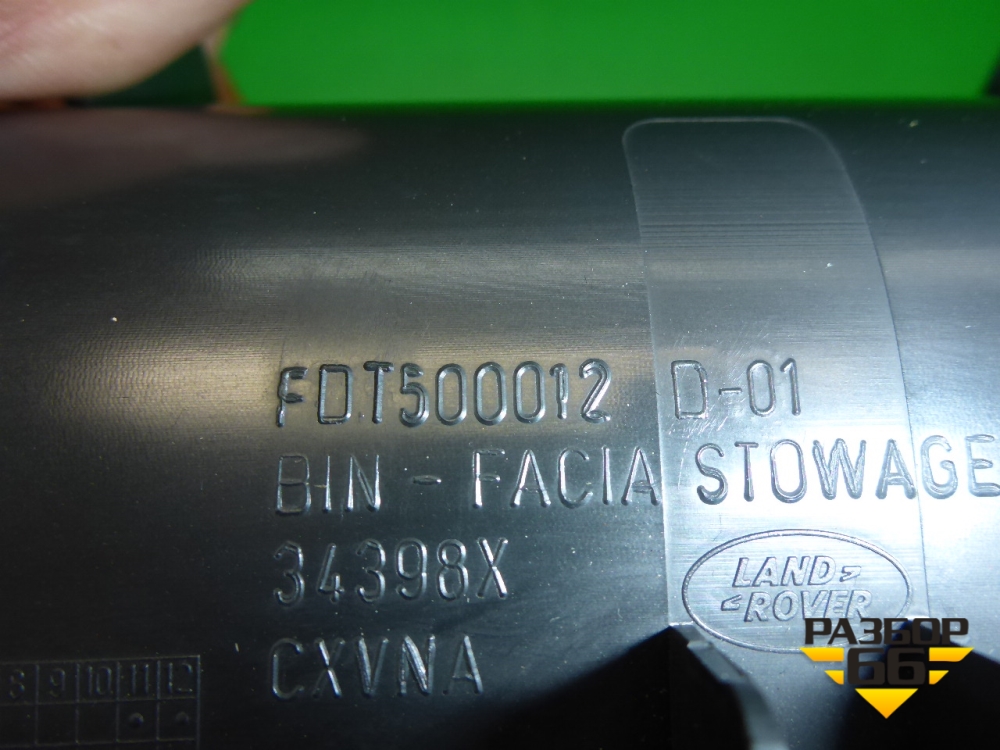 FDT500012 D-01
BIN - FACIA STOWAGE
34398X
LAND
ROVER
CXVNA
8 9 10 11 12
РАЗБОР
66